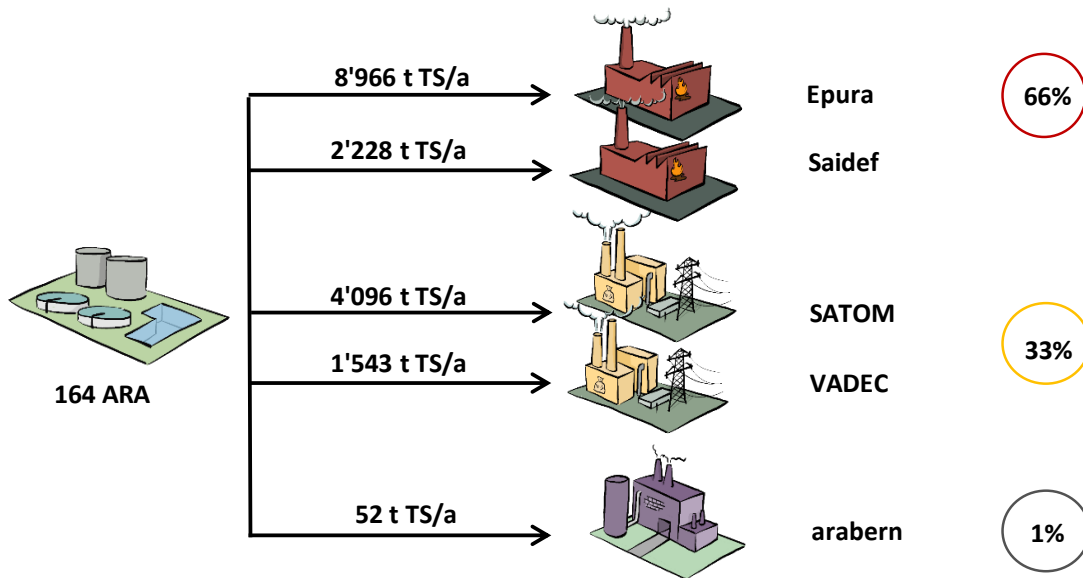 8'966 t TS/a
Epura
66%
2'228 t TS/a
Saidef
4'096 t TS/a
SATOM
33%
1'543 t TS/a
VADEC
164 ARA
52 t TS/a
arabern
1%